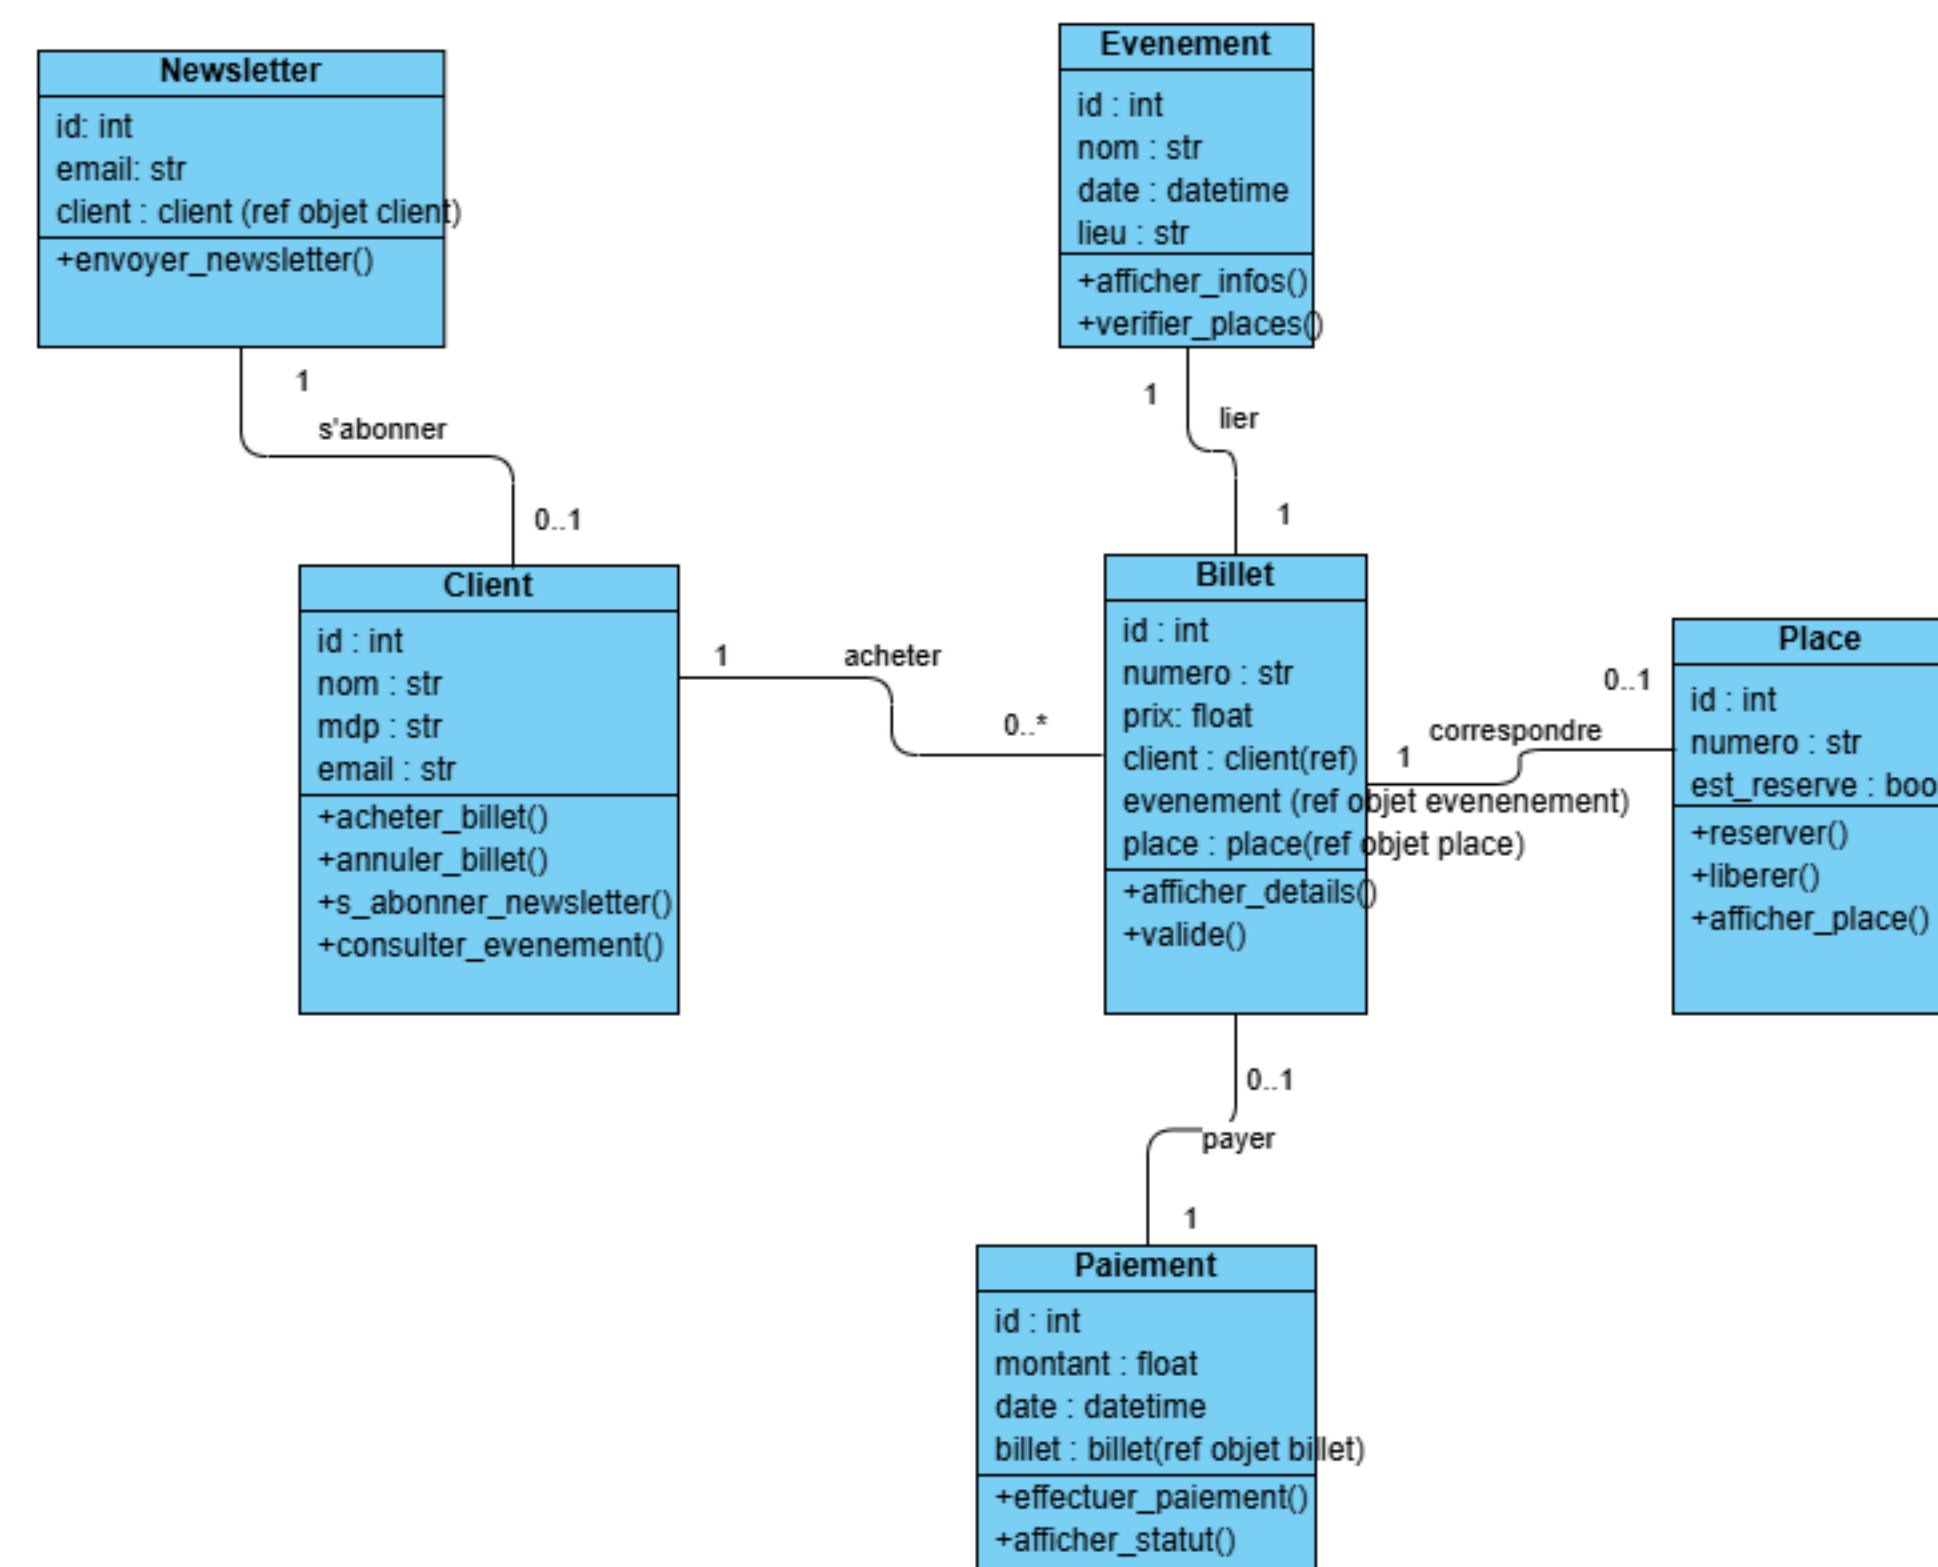 Newsletter
id: int
email: str
client : client (ref objet client)
+envoyer_newsletter()
Evenement
id : int
nom : str
date : datetime
lieu : str
+afficher_infos()
+verifier_places()
1
s'abonner
0..1
1
lier
1
Client
id : int
nom : str
mdp : str
email : str
+acheter_billet()
+annuler_billet()
+s_abonner_newsletter()
+consulter_evenement()
1
acheter
0..*
Billet
id : int
numero : str
prix: float
client : client(ref)
evenement (ref objet evenenement)
place : place(ref objet place)
+afficher_details()
+valide()
1
correspondre
0..1
Place
id : int
numero : str
est_reserve : boo
+reserver()
+liberer()
+afficher_place()
0..1
payer
1
Paiement
id : int
montant : float
date : datetime
billet : billet(ref objet billet)
+effectuer_paiement()
+afficher_statut()